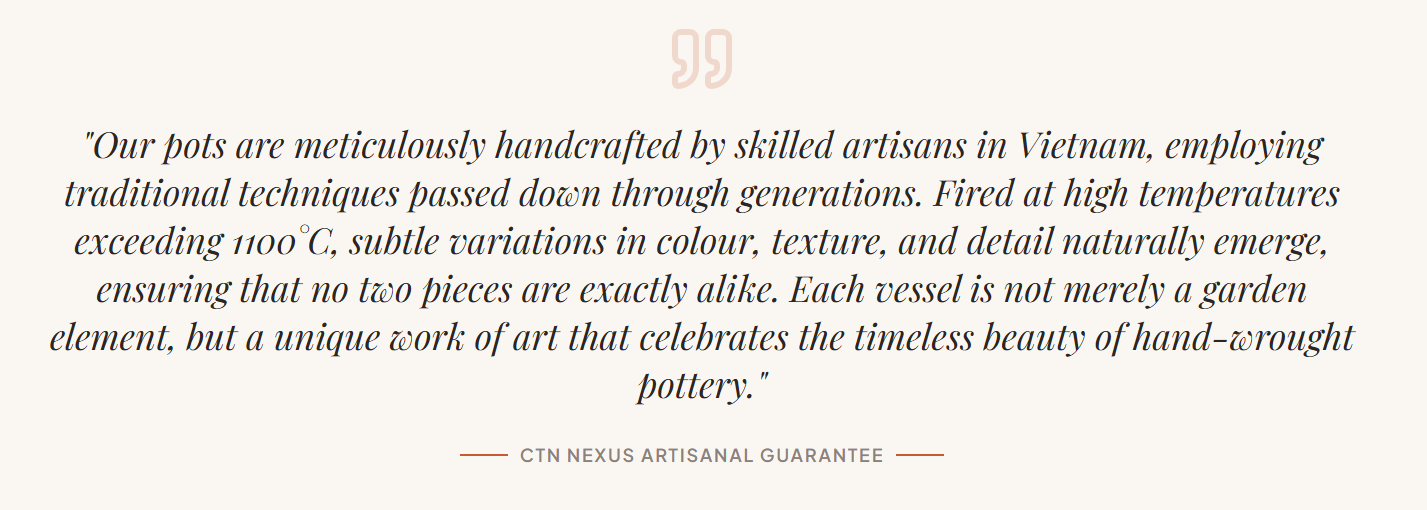 "Our pots are meticulously handcrafted by skilled artisans in Vietnam, employing
traditional techniques passed down through generations. Fired at high temperatures
exceeding 1100°C, subtle variations in colour, texture, and detail naturally emerge,
ensuring that no two pieces are exactly alike. Each vessel is not merely a garden
element, but a unique work of art that celebrates the timeless beauty of hand-wrought
pottery."
CTN NEXUS ARTISANAL GUARANTEE